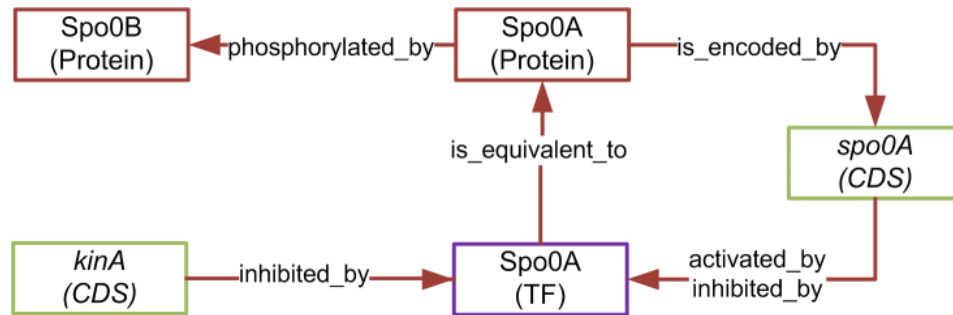 Spo0B
(Protein)
phosphorylated_by
Spo0A
(Protein)
is_encoded_by
is_equivalent_to
spo0A
(CDS)
kinA
(CDS)
inhibited_by
Spo0A
(TF)
activated_by
inhibited_by